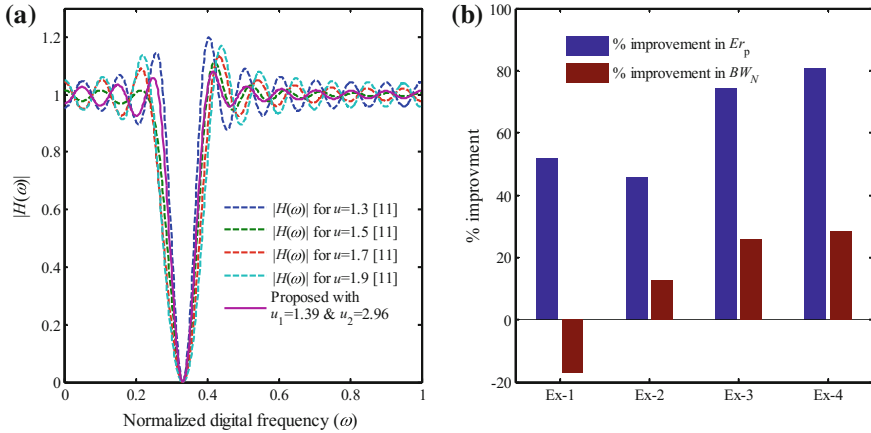 (a)
1.2
1
0.8
0.6
0.4
0.2
0
|H(ω)|
|H(ω)| for u=1.3 [11]
|H(ω)| for u=1.5 [11]
|H(ω)| for u=1.7 [11]
|H(ω)| for u=1.9 [11]
Proposed with
u1=1.39 & u2=2.96
0 0.2 0.4 0.6 0.8 1
Normalized digital frequency (ω)
(b)
100
80
60
40
20
0
-20
% improvment
% improvement in Erp
% improvement in BWN
Ex-1 Ex-2 Ex-3 Ex-4